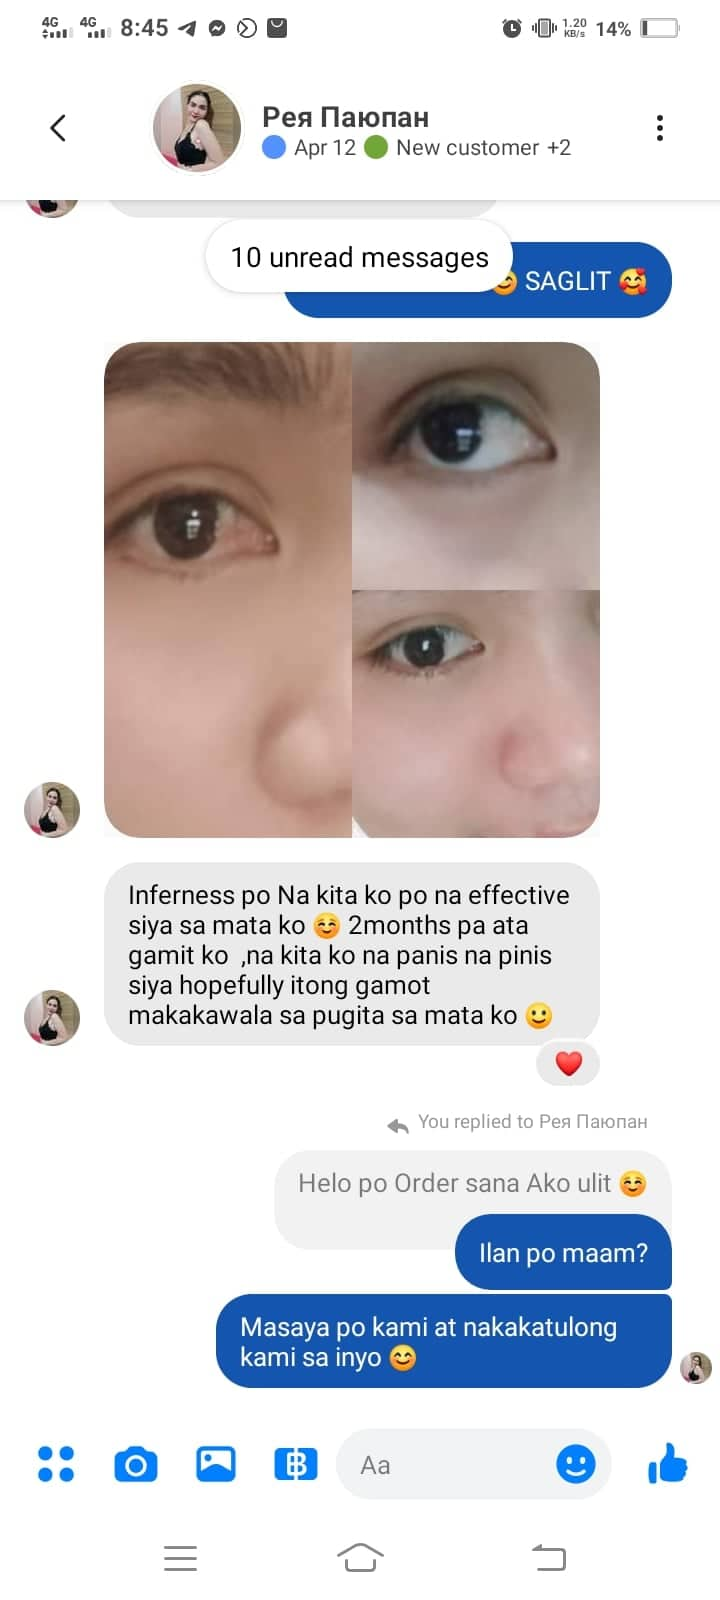 4G 4G 8:45 1.20 KB/s 14%
Рея Паюпан
Apr 12 New customer +2
10 unread messages
😊 SAGLIT 🥰
Inferness po Na kita ko po na effective
siya sa mata ko ☺️ 2months pa ata
gamit ko ,na kita ko na panis na pinis
siya hopefully itong gamot
makakawala sa pugita sa mata ko 🙂
❤️
You replied to Рея Паюпан
Helo po Order sana Ako ulit ☺️
Ilan po maam?
Masaya po kami at nakakatulong
kami sa inyo 😊
Aa